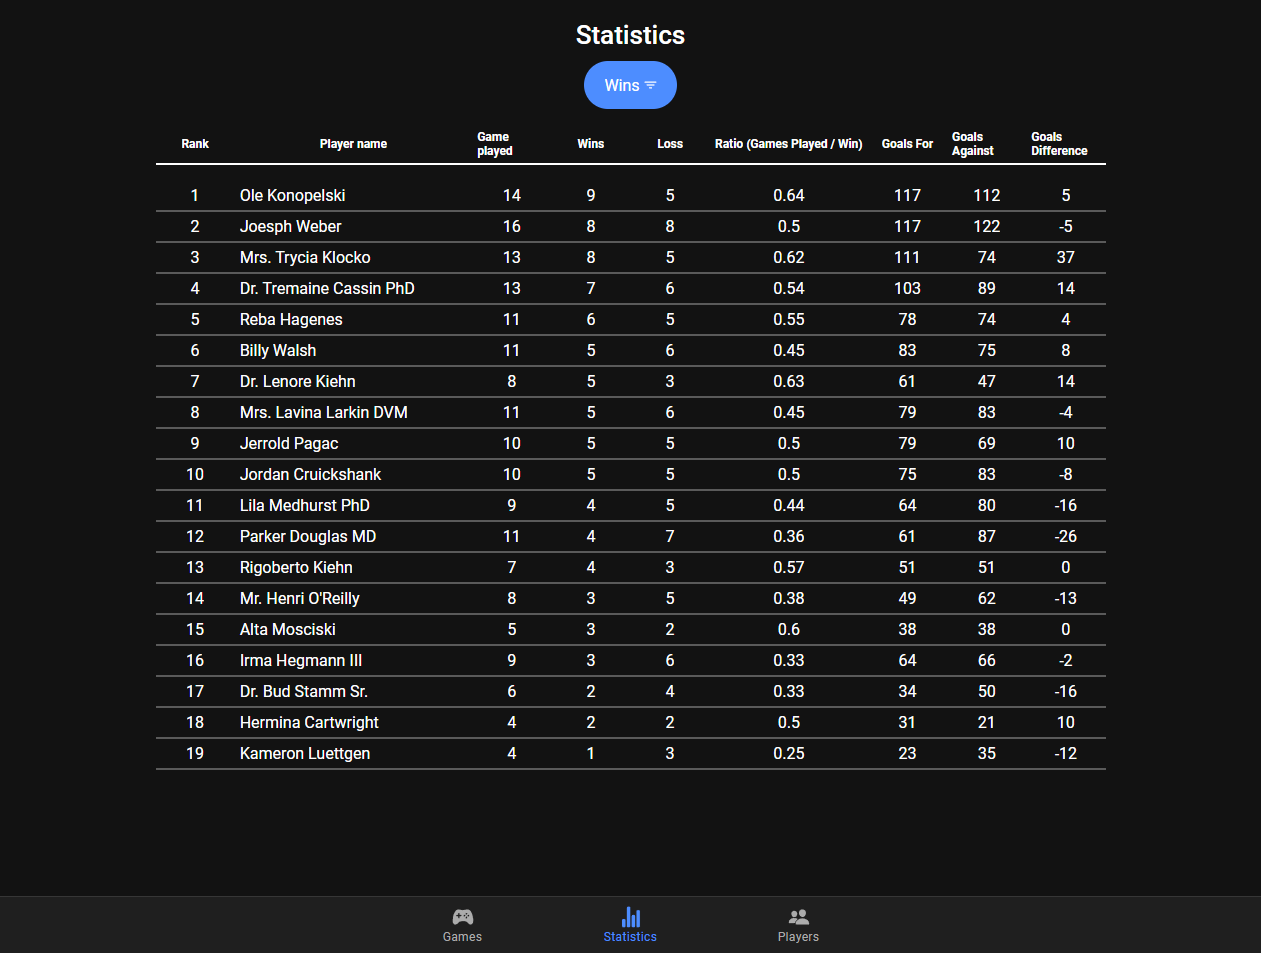 Statistics
Wins
Rank Player name Game played Wins Loss Ratio (Games Played / Win) Goals For Goals Against Goals Difference
1 Ole Konopelski 14 9 5 0.64 117 112 5
2 Joesph Weber 16 8 8 0.5 117 122 -5
3 Mrs. Trycia Klocko 13 8 5 0.62 111 74 37
4 Dr. Tremaine Cassin PhD 13 7 6 0.54 103 89 14
5 Reba Hagenes 11 6 5 0.55 78 74 4
6 Billy Walsh 11 5 6 0.45 83 75 8
7 Dr. Lenore Kiehn 8 5 3 0.63 61 47 14
8 Mrs. Lavina Larkin DVM 11 5 6 0.45 79 83 -4
9 Jerrold Pagac 10 5 5 0.5 79 69 10
10 Jordan Cruickshank 10 5 5 0.5 75 83 -8
11 Lila Medhurst PhD 9 4 5 0.44 64 80 -16
12 Parker Douglas MD 11 4 7 0.36 61 87 -26
13 Rigoberto Kiehn 7 4 3 0.57 51 51 0
14 Mr. Henri O'Reilly 8 3 5 0.38 49 62 -13
15 Alta Mosciski 5 3 2 0.6 38 38 0
16 Irma Hegmann III 9 3 6 0.33 64 66 -2
17 Dr. Bud Stamm Sr. 6 2 4 0.33 34 50 -16
18 Hermina Cartwright 4 2 2 0.5 31 21 10
19 Kameron Luettgen 4 1 3 0.25 23 35 -12
Games Statistics Players